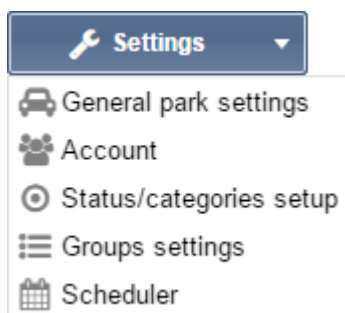 Settings
General park settings
Account
Status/categories setup
Groups settings
Scheduler